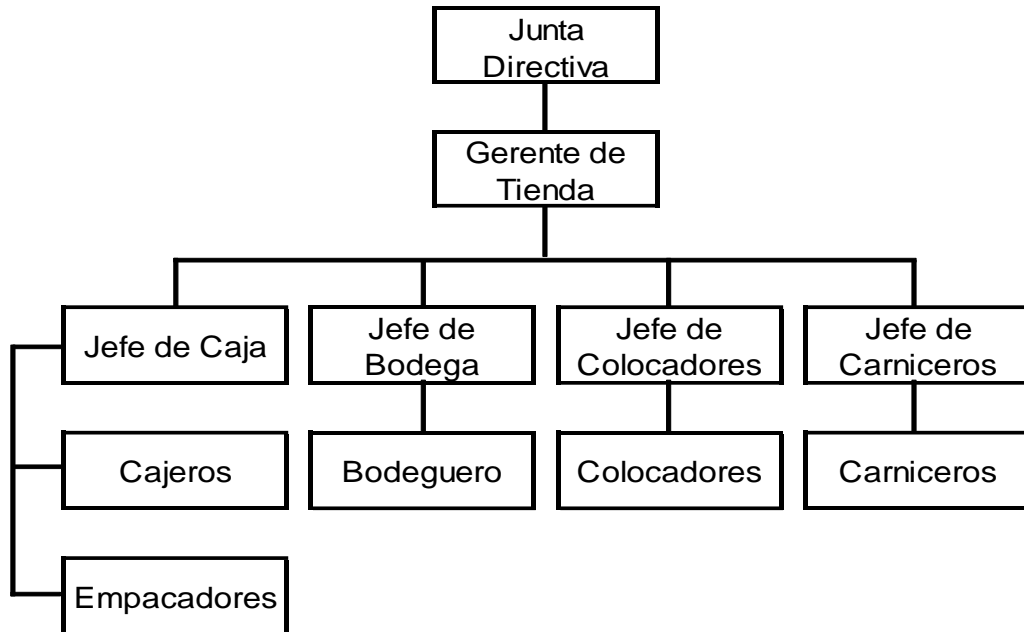 Junta
Directiva
Gerente de
Tienda
Jefe de Caja
Jefe de
Bodega
Jefe de
Colocadores
Jefe de
Carniceros
Cajeros
Bodeguero
Colocadores
Carniceros
Empacadores